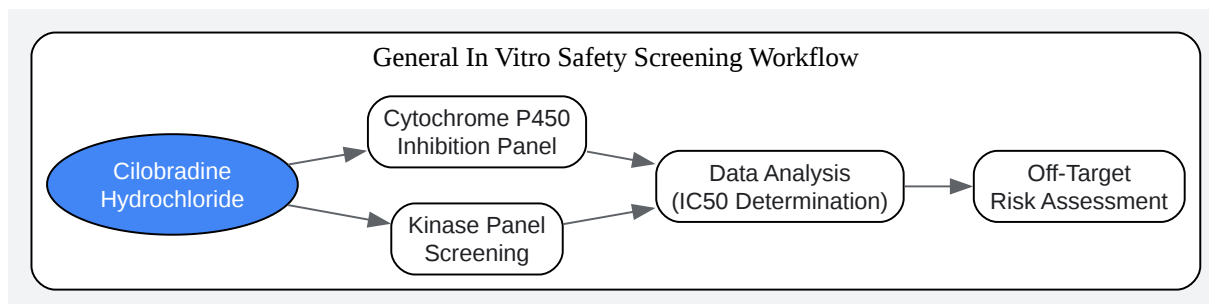 General In Vitro Safety Screening Workflow
Cilobradine
Hydrochloride
Cytochrome P450
Inhibition Panel
Kinase Panel
Screening
Data Analysis
(IC50 Determination)
Off-Target
Risk Assessment